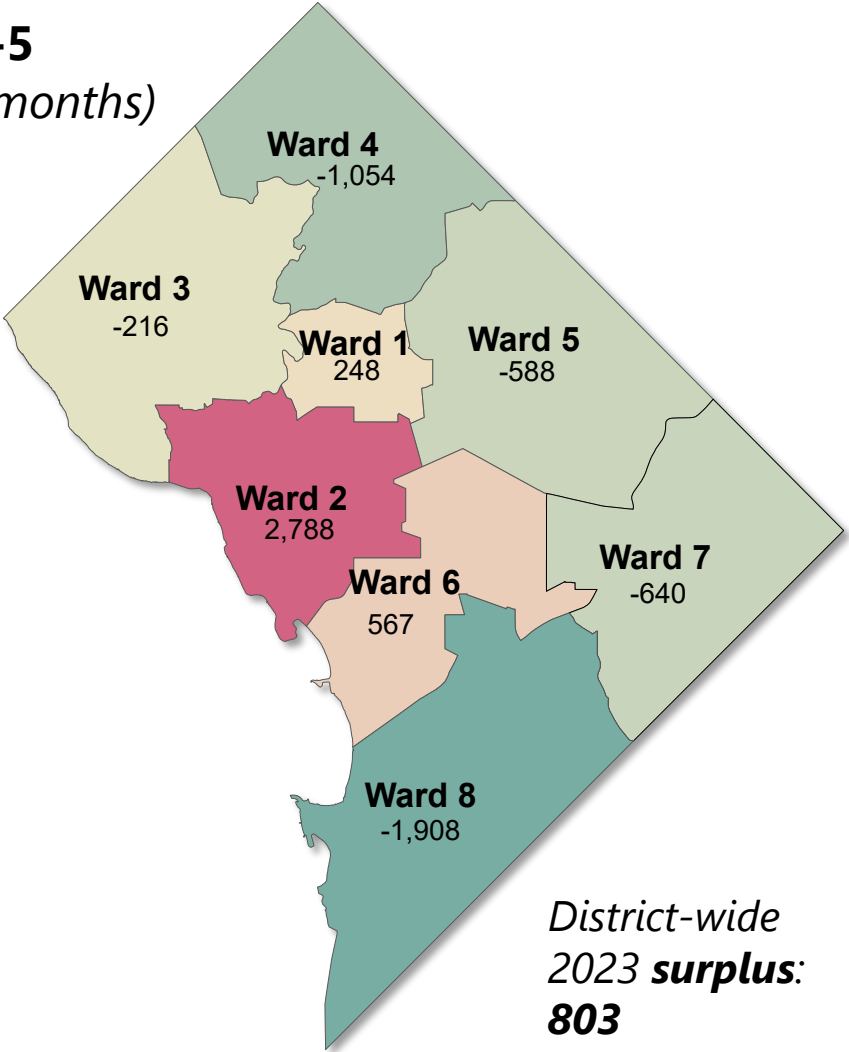 -5
months)
Ward 4
-1,054
Ward 3
-216
Ward 1
248
Ward 5
-588
Ward 2
2,788
Ward 7
-640
Ward 6
567
Ward 8
-1,908
District-wide
2023 surplus:
803